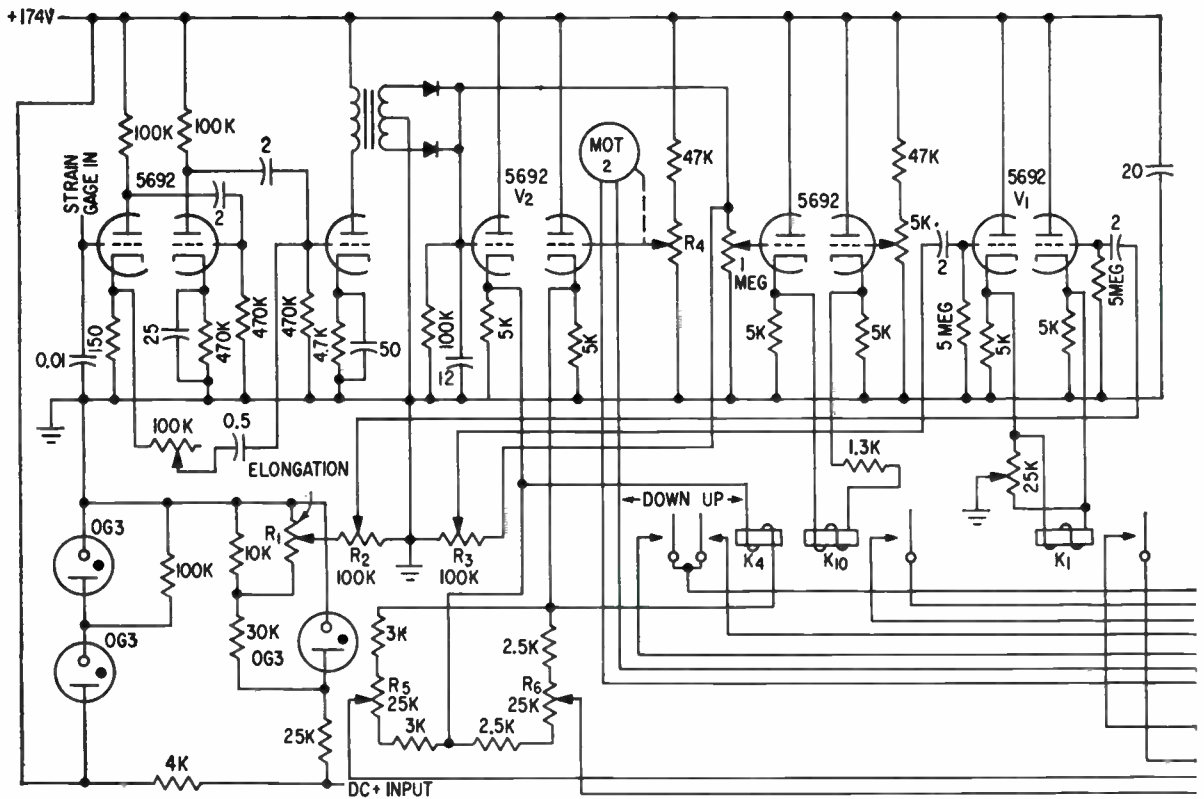 +174V
100K
100K
2
2
STRAIN
GAGE IN
5692
5692
V2
MOT
2
47K
R4
1
MEG
5692
47K
5K
5692
V1
2
2
20
0.01
150
25
470K
470K
470K
4.7K
50
100K
12
5K
5K
5K
5K
5 MEG
5K
5K
5MEG
100K
0.5
ELONGATION
1.3K
25K
DOWN UP
OG3
100K
10K
R1
R2
100K
R3
100K
K4
K10
K1
OG3
30K
OG3
3K
R5
25K
3K
2.5K
R6
25K
2.5K
25K
4K
DC+ INPUT